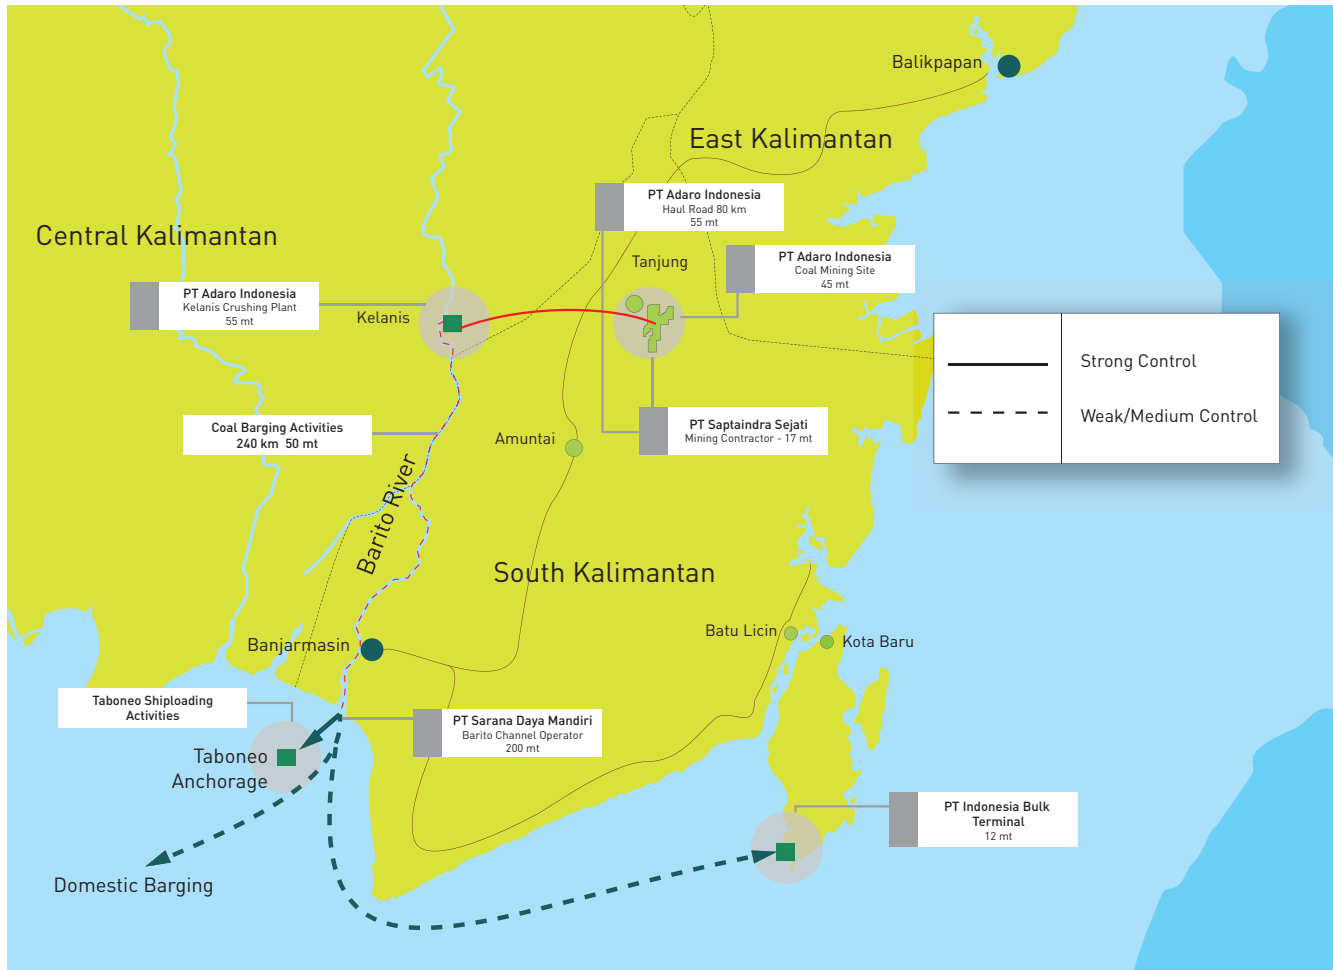 Balikpapan
East Kalimantan
PT Adaro Indonesia
Haul Road 80 km
55 mt
Central Kalimantan
Tanjung
PT Adaro Indonesia
Coal Mining Site
45 mt
PT Adaro Indonesia
Kelanis Crushing Plant
55 mt
Kelanis
Strong Control
Weak/Medium Control
Coal Barging Activities
240 km 50 mt
PT Saptaindra Sejati
Mining Contractor - 17 mt
Amuntai
Barito River
South Kalimantan
Batu Licin
Kota Baru
Banjarmasin
Taboneo Shiploading
Activities
PT Sarana Daya Mandiri
Barito Channel Operator
200 mt
Taboneo
Anchorage
PT Indonesia Bulk
Terminal
12 mt
Domestic Barging